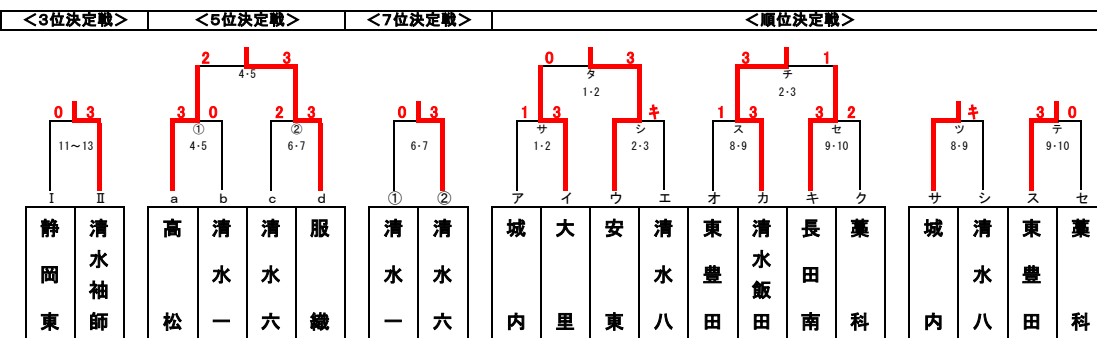 <3位決定戦> <5位決定戦> <7位決定戦> <順位決定戦>
2 3 0 3 3 1
4・5 タ チ
1・2 2・3
0 3 3 0 2 3 0 3 1 3 キ 1 3 3 2 キ 3 0
① ② サ シ ス セ ツ テ
11~13 4・5 6・7 6・7 1・2 2・3 8・9 9・10 8・9 9・10
Ⅰ Ⅱ a b c d ① ② ア イ ウ エ オ カ キ ク サ シ ス セ
静岡東
清水袖師
高松
清水一
清水六
服織
清水一
清水六
城内
大里
安東
清水八
東豊田
清水飯田
長田南
藁科
城内
清水八
東豊田
藁科